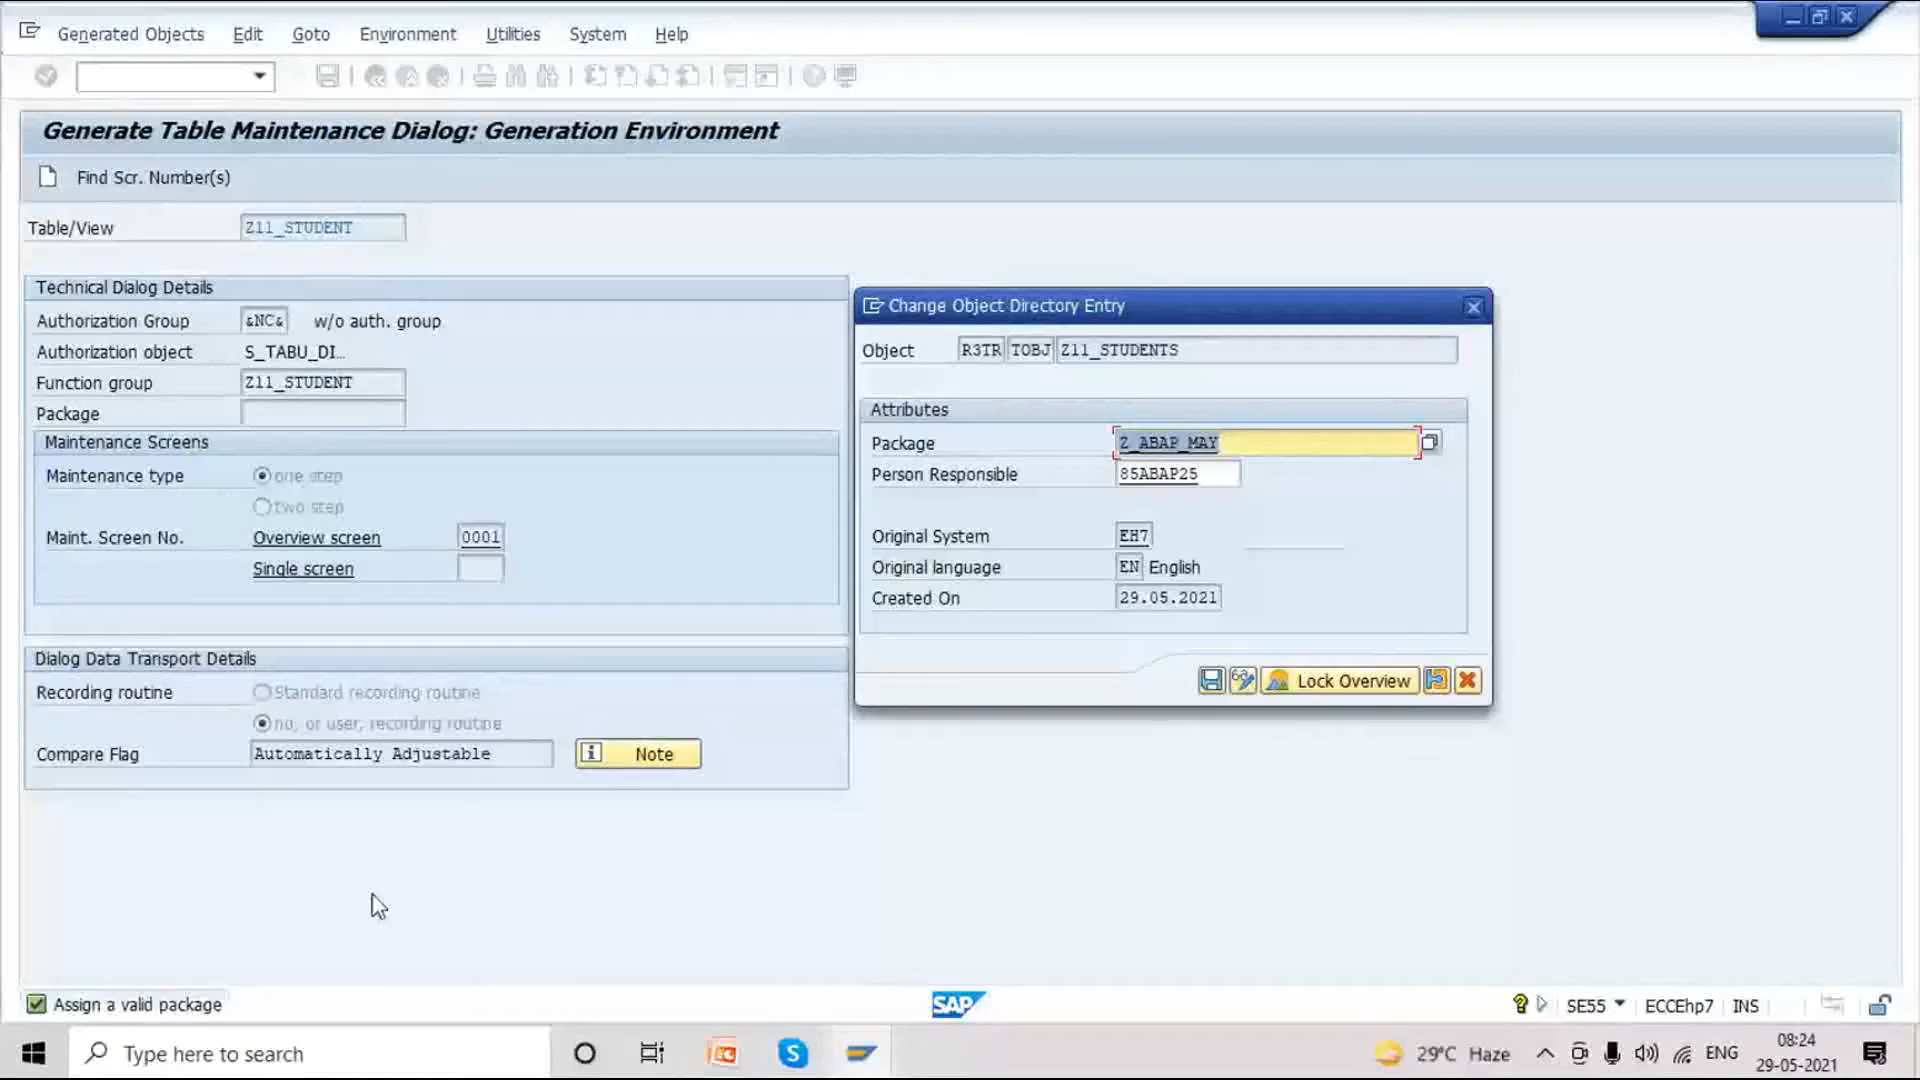 Generated Objects Edit Goto Environment Utilities System Help
Generate Table Maintenance Dialog: Generation Environment
Find Scr. Number(s)
Table/View Z11_STUDENT
Technical Dialog Details
Authorization Group &NC& w/o auth. group
Authorization object S_TABU_DI...
Function group Z11_STUDENT
Package
Maintenance Screens
Maintenance type one step
two step
Maint. Screen No. Overview screen 0001
Single screen
Dialog Data Transport Details
Recording routine Standard recording routine
no, or user, recording routine
Compare Flag Automatically Adjustable Note
Change Object Directory Entry
Object R3TR TOBJ Z11_STUDENTS
Attributes
Package Z_ABAP_MAY
Person Responsible 85ABAP25
Original System EH7
Original language EN English
Created On 29.05.2021
Lock Overview
Assign a valid package SAP SE55 ECCEhp7 INS
Type here to search 29°C Haze ENG 08:24
29-05-2021